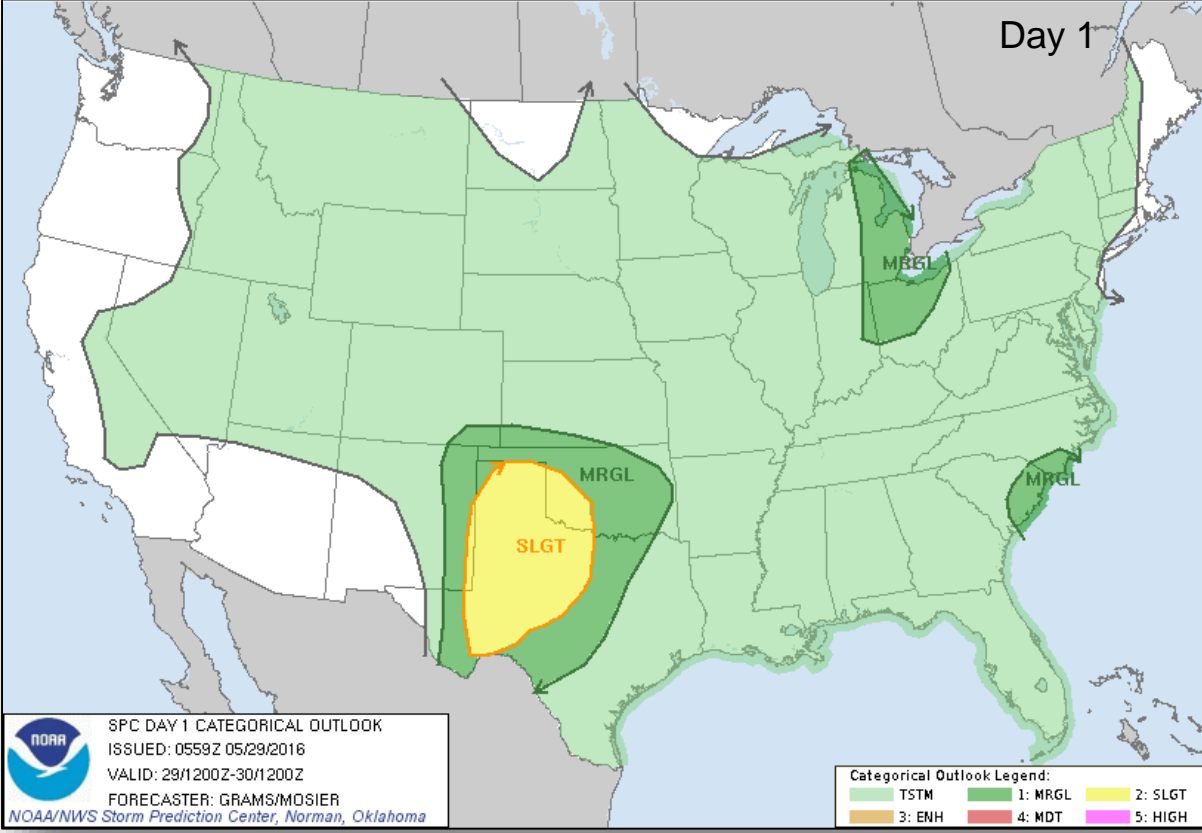 Day 1
MRGL
MRGL
MRGL
SLGT
SPC DAY 1 CATEGORICAL OUTLOOK
ISSUED: 0559Z 05/29/2016
VALID: 29/1200Z-30/1200Z
FORECASTER: GRAMS/MOSIER
NOAA/NWS Storm Prediction Center, Norman, Oklahoma
NOAA
Categorical Outlook Legend:
TSTM 1: MRGL 2: SLGT
3: ENH 4: MDT 5: HIGH